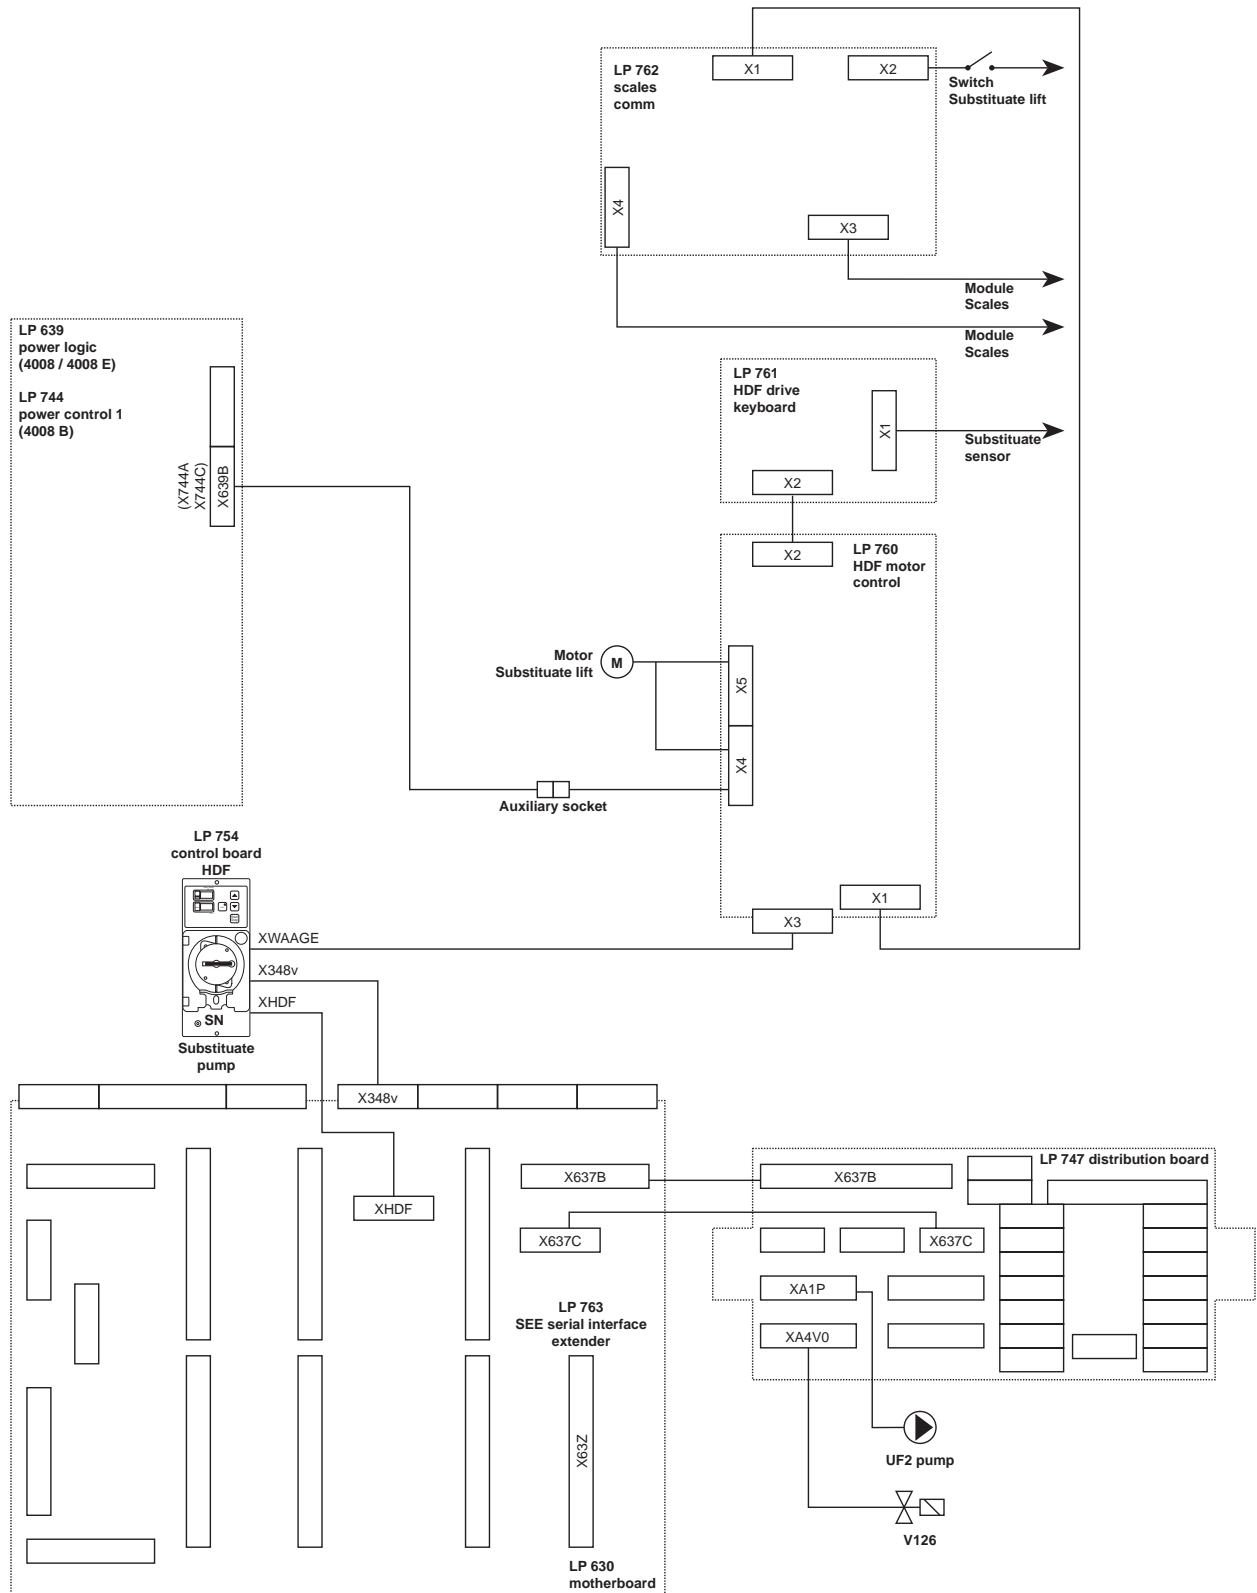 LP 762
scales
comm
X1
X2
Switch
Substituate lift
X4
X3
Module
Scales
Module
Scales
LP 639
power logic
(4008 / 4008 E)
LP 744
power control 1
(4008 B)
(X744A
X744C)
X639B
LP 761
HDF drive
keyboard
X1
Substituate
sensor
X2
X2
LP 760
HDF motor
control
Motor
Substituate lift
M
X5
X4
Auxiliary socket
LP 754
control board
HDF
X1
X3
XWAAGE
X348v
XHDF
SN
Substituate
pump
X348v
XHDF
X637B
X637C
LP 747 distribution board
X637B
X637C
XA1P
XA4V0
LP 763
SEE serial interface
extender
X63Z
UF2 pump
V126
LP 630
motherboard